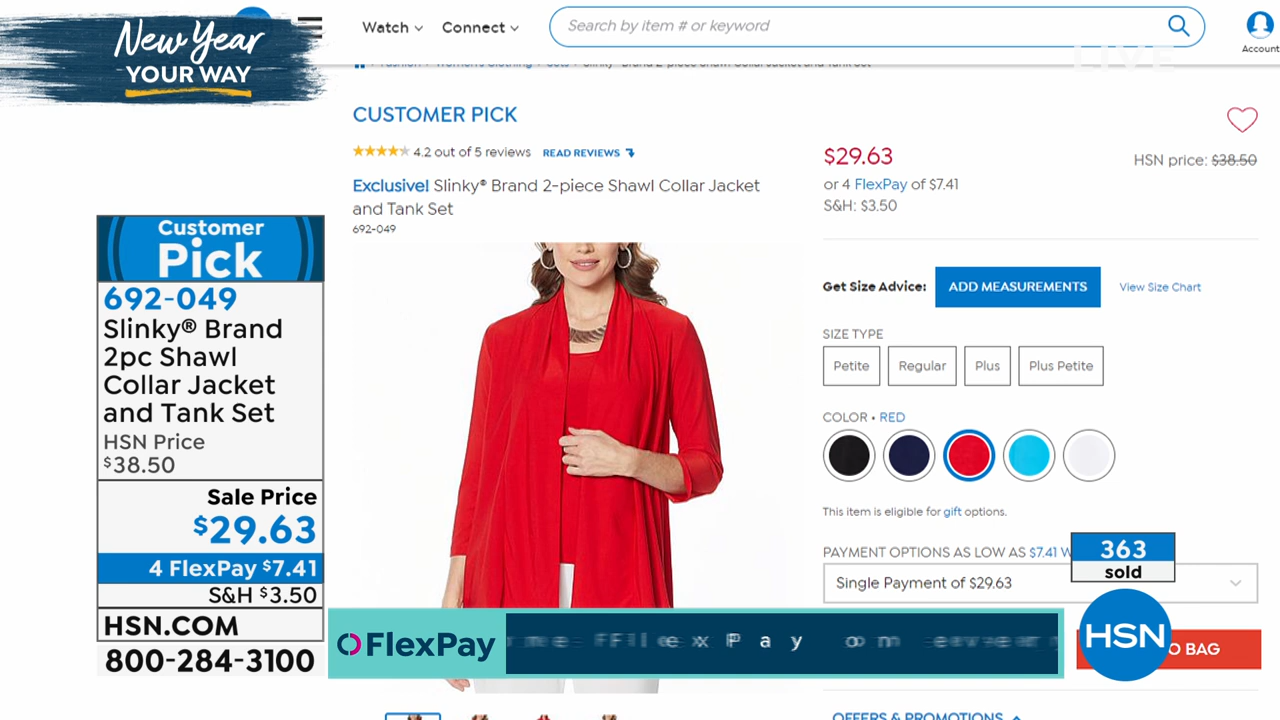 New Year
YOUR WAY
Watch
Connect
Search by item # or keyword
Account
LIVE
CUSTOMER PICK
4.2 out of 5 reviews READ REVIEWS
Exclusive! Slinky® Brand 2-piece Shawl Collar Jacket
and Tank Set
692-049
$29.63
HSN price: $38.50
or 4 FlexPay of $7.41
S&H: $3.50
Get Size Advice: ADD MEASUREMENTS View Size Chart
SIZE TYPE
Petite Regular Plus Plus Petite
COLOR • RED
This item is eligible for gift options.
PAYMENT OPTIONS AS LOW AS $7.41 W
Single Payment of $29.63
O BAG
OFFERS & PROMOTIONS
Customer
Pick
692-049
Slinky® Brand
2pc Shawl
Collar Jacket
and Tank Set
HSN Price
$38.50
Sale Price
$29.63
4 FlexPay $7.41
S&H $3.50
HSN.COM
800-284-3100
363
sold
FlexPay
HSN